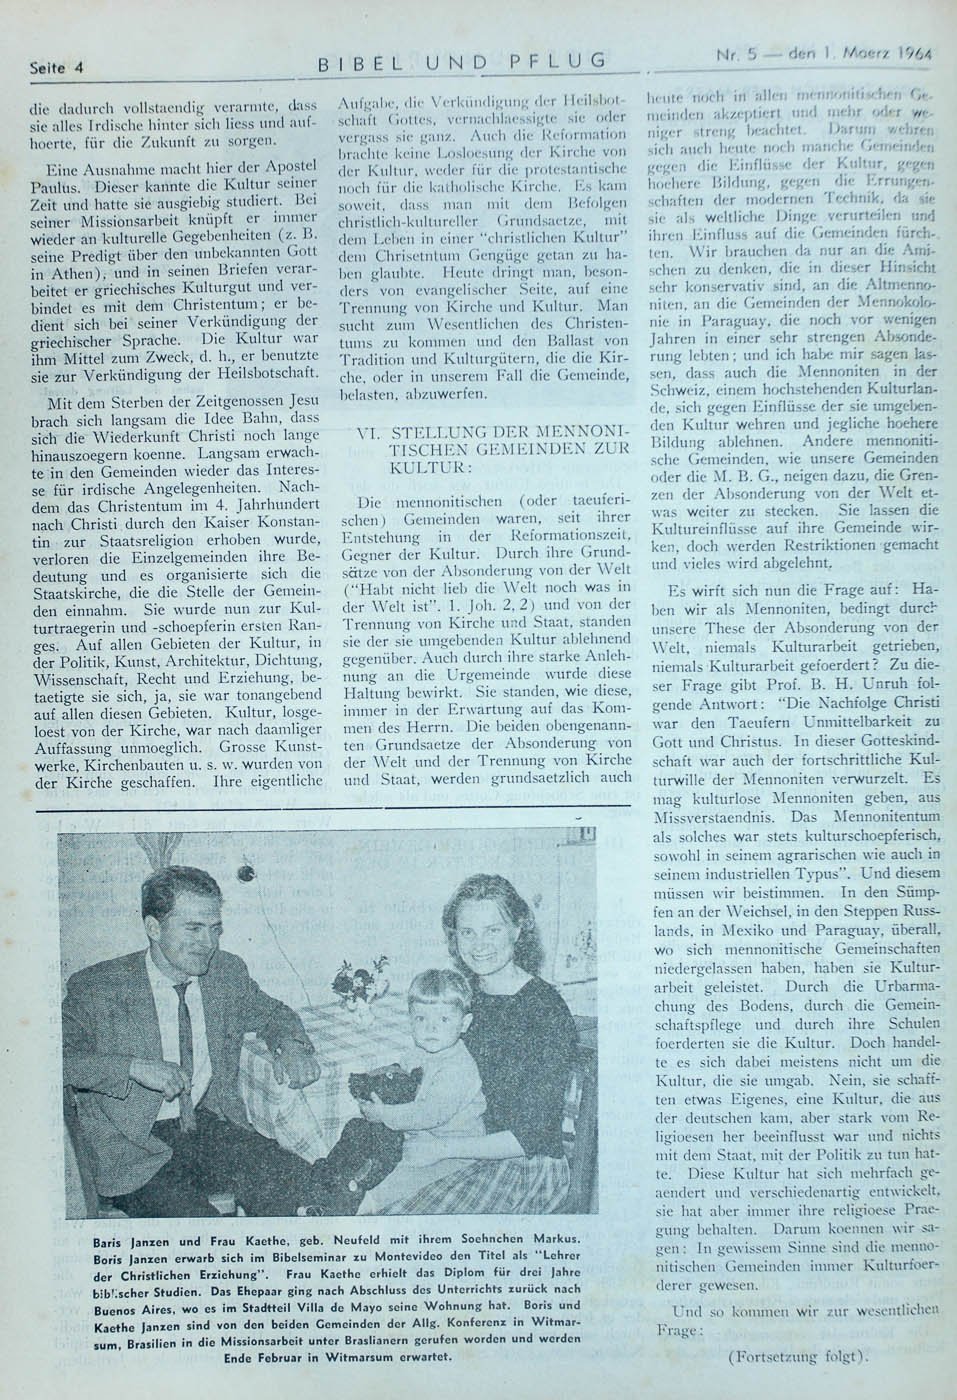 Seite 4
BIBEL UND PFLUG
Nr. 5 — den 1. Maerz 1964
die dadurch vollstaendig verarmte, dass
sie alles Irdische hinter sich liess und auf-
hoerte, für die Zukunft zu sorgen.
Eine Ausnahme macht hier der Apostel
Paulus. Dieser kannte die Kultur seiner
Zeit und hatte sie ausgiebig studiert. Bei
seiner Missionsarbeit knüpft er immer
wieder an kulturelle Gegebenheiten (z. B.
seine Predigt über den unbekannten Gott
in Athen), und in seinen Briefen verar-
beitet er griechisches Kulturgut und ver-
bindet es mit dem Christentum; er be-
dient sich bei seiner Verkündigung der
griechischer Sprache. Die Kultur war
ihm Mittel zum Zweck, d. h., er benutzte
sie zur Verkündigung der Heilsbotschaft.
Mit dem Sterben der Zeitgenossen Jesu
brach sich langsam die Idee Bahn, dass
sich die Wiederkunft Christi noch lange
hinauszoegern koenne. Langsam erwach-
te in den Gemeinden wieder das Interes-
se für irdische Angelegenheiten. Nach-
dem das Christentum im 4. Jahrhundert
nach Christi durch den Kaiser Konstan-
tin zur Staatsreligion erhoben wurde,
verloren die Einzelgemeinden ihre Be-
deutung und es organisierte sich die
Staatskirche, die die Stelle der Gemein-
den einnahm. Sie wurde nun zur Kul-
turtraegerin und -schoepferin ersten Ran-
ges. Auf allen Gebieten der Kultur, in
der Politik, Kunst, Architektur, Dichtung,
Wissenschaft, Recht und Erziehung, be-
taetigte sie sich, ja, sie war tonangebend
auf allen diesen Gebieten. Kultur, losge-
loest von der Kirche, war nach daamliger
Auffassung unmoeglich. Grosse Kunst-
werke, Kirchenbauten u. s. w. wurden von
der Kirche geschaffen. Ihre eigentliche
Aufgabe, die Verkündigung der Heilsbot-
schaft Gottes, vernachlaessigte sie oder
vergass sie ganz. Auch die Reformation
brachte keine Losloesung der Kirche von
der Kultur, weder für die protestantische
noch für die katholische Kirche. Es kam
soweit, dass man mit dem Befolgen
christlich-kultureller Grundsaetze, mit
dem Leben in einer "christlichen Kultur"
dem Chrisetntum Gengüge getan zu ha-
ben glaubte. Heute dringt man, beson-
ders von evangelischer Seite, auf eine
Trennung von Kirche und Kultur. Man
sucht zum Wesentlichen des Christen-
tums zu kommen und den Ballast von
Tradition und Kulturgütern, die die Kir-
che, oder in unserem Fall die Gemeinde,
belasten, abzuwerfen.
VI. STELLUNG DER MENNONI-
TISCHEN GEMEINDEN ZUR
KULTUR:
Die mennonitischen (oder taeuferi-
schen) Gemeinden waren, seit ihrer
Entstehung in der Reformationszeit,
Gegner der Kultur. Durch ihre Grund-
sätze von der Absonderung von der Welt
("Habt nicht lieb die Welt noch was in
der Welt ist". 1. Joh. 2, 2) und von der
Trennung von Kirche und Staat, standen
sie der sie umgebenden Kultur ablehnend
gegenüber. Auch durch ihre starke Anleh-
nung an die Urgemeinde wurde diese
Haltung bewirkt. Sie standen, wie diese,
immer in der Erwartung auf das Kom-
men des Herrn. Die beiden obengenann-
ten Grundsaetze der Absonderung von
der Welt und der Trennung von Kirche
und Staat, werden grundsaetzlich auch
heute noch in allen mennonitischen Ge-
meinden akzeptiert und mehr oder we-
niger streng beachtet. Darum wehren
sich auch heute noch manche Gemeinden
gegen die Einflüsse der Kultur, gegen
hoehere Bildung, gegen die Errungen-
schaften der modernen Technik, da sie
sie als weltliche Dinge verurteilen und
ihren Einfluss auf die Gemeinden fürch-
ten. Wir brauchen da nur an die Ami-
schen zu denken, die in dieser Hinsicht
sehr konservativ sind, an die Altmenno-
niten, an die Gemeinden der Mennokolo-
nie in Paraguay, die noch vor wenigen
Jahren in einer sehr strengen Absonde-
rung lebten; und ich habe mir sagen las-
sen, dass auch die Mennoniten in der
Schweiz, einem hochstehenden Kulturlan-
de, sich gegen Einflüsse der sie umgeben-
den Kultur wehren und jegliche hoehere
Bildung ablehnen. Andere mennoniti-
sche Gemeinden, wie unsere Gemeinden
oder die M. B. G., neigen dazu, die Gren-
zen der Absonderung von der Welt et-
was weiter zu stecken. Sie lassen die
Kultureinflüsse auf ihre Gemeinde wir-
ken, doch werden Restriktionen gemacht
und vieles wird abgelehnt.
Es wirft sich nun die Frage auf: Ha-
ben wir als Mennoniten, bedingt durch
unsere These der Absonderung von der
Welt, niemals Kulturarbeit getrieben,
niemals Kulturarbeit gefoerdert? Zu die-
ser Frage gibt Prof. B. H. Unruh fol-
gende Antwort: "Die Nachfolge Christi
war den Taeufern Unmittelbarkeit zu
Gott und Christus. In dieser Gotteskind-
schaft war auch der fortschrittliche Kul-
turwille der Mennoniten verwurzelt. Es
mag kulturlose Mennoniten geben, aus
Missverstaendnis. Das Mennonitentum
als solches war stets kulturschoepferisch,
sowohl in seinem agrarischen wie auch in
seinem industriellen Typus". Und diesem
müssen wir beistimmen. In den Sümp-
fen an der Weichsel, in den Steppen Russ-
lands, in Mexiko und Paraguay, überall,
wo sich mennonitische Gemeinschaften
niedergelassen haben, haben sie Kultur-
arbeit geleistet. Durch die Urbarma-
chung des Bodens, durch die Gemein-
schaftspflege und durch ihre Schulen
foerderten sie die Kultur. Doch handel-
te es sich dabei meistens nicht um die
Kultur, die sie umgab. Nein, sie schaff-
ten etwas Eigenes, eine Kultur, die aus
der deutschen kam, aber stark vom Re-
ligioesen her beeinflusst war und nichts
mit dem Staat, mit der Politik zu tun hat-
te. Diese Kultur hat sich mehrfach ge-
aendert und verschiedenartig entwickelt,
sie hat aber immer ihre religioese Prae-
gung behalten. Darum koennen wir sa-
gen: In gewissem Sinne sind die menno-
nitischen Gemeinden immer Kulturfoer-
derer gewesen.
Und so kommen wir zur wesentlichen
Frage:
(Fortsetzung folgt).
Baris Janzen und Frau Kaethe, geb. Neufeld mit ihrem Soehnchen Markus.
Boris Janzen erwarb sich im Bibelseminar zu Montevideo den Titel als "Lehrer
der Christlichen Erziehung". Frau Kaethe erhielt das Diplom für drei Jahre
biblischer Studien. Das Ehepaar ging nach Abschluss des Unterrichts zurück nach
Buenos Aires, wo es im Stadtteil Villa de Mayo seine Wohnung hat. Boris und
Kaethe Janzen sind von den beiden Gemeinden der Allg. Konferenz in Witmar-
sum, Brasilien in die Missionsarbeit unter Braslianern gerufen worden und werden
Ende Februar in Witmarsum erwartet.